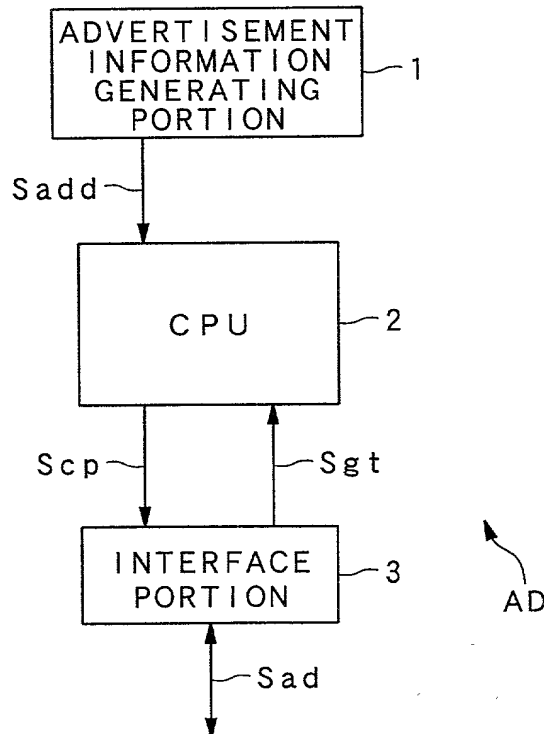 ADVERTISEMENT
INFORMATION
GENERATING
PORTION
1
Sadd
CPU
2
Scp
Sgt
INTERFACE
PORTION
3
AD
Sad